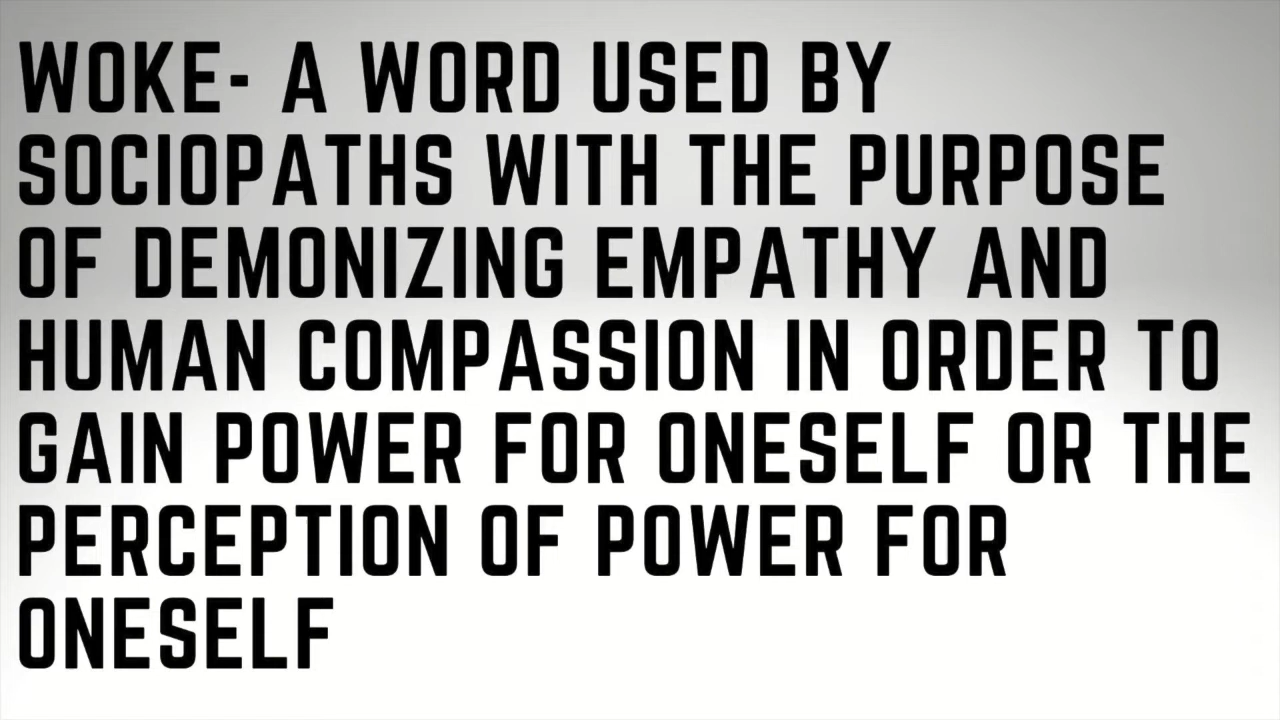 WOKE- A WORD USED BY
SOCIOPATHS WITH THE PURPOSE
OF DEMONIZING EMPATHY AND
HUMAN COMPASSION IN ORDER TO
GAIN POWER FOR ONESELF OR THE
PERCEPTION OF POWER FOR
ONESELF